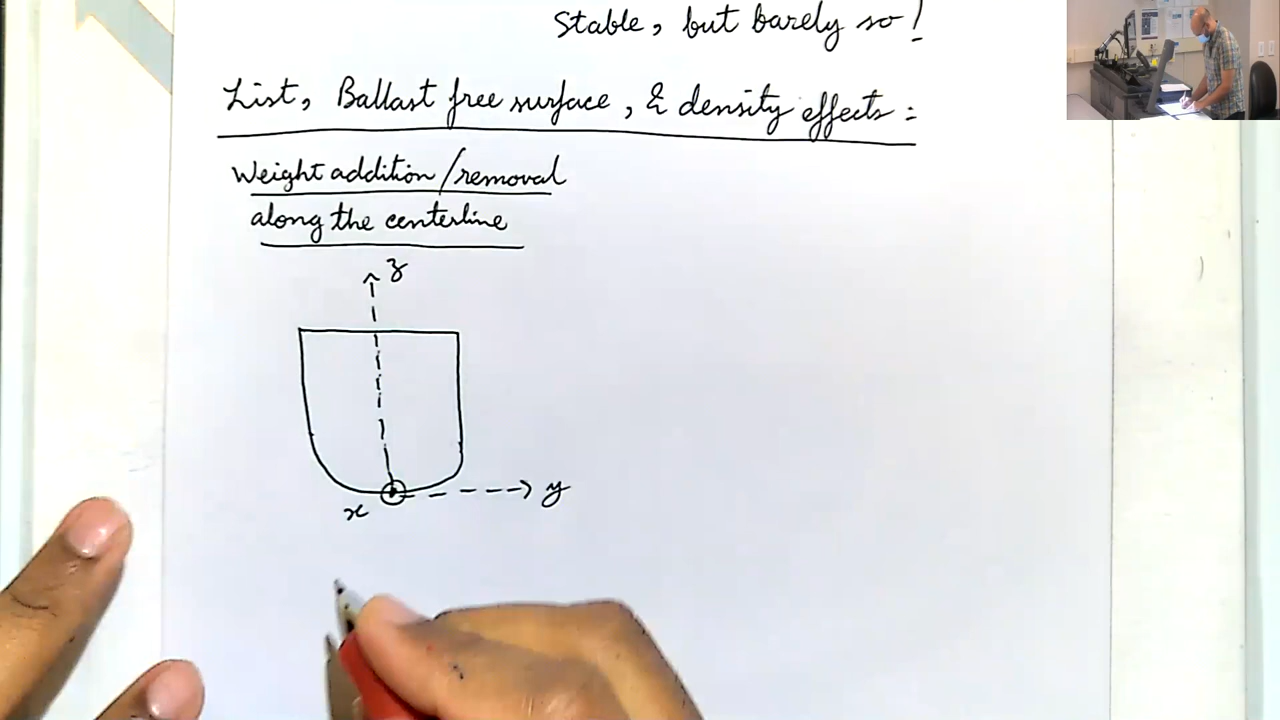 Stable, but barely so!
List, Ballast free surface, & density effects:
Weight addition/removal
along the centerline
z
y
x